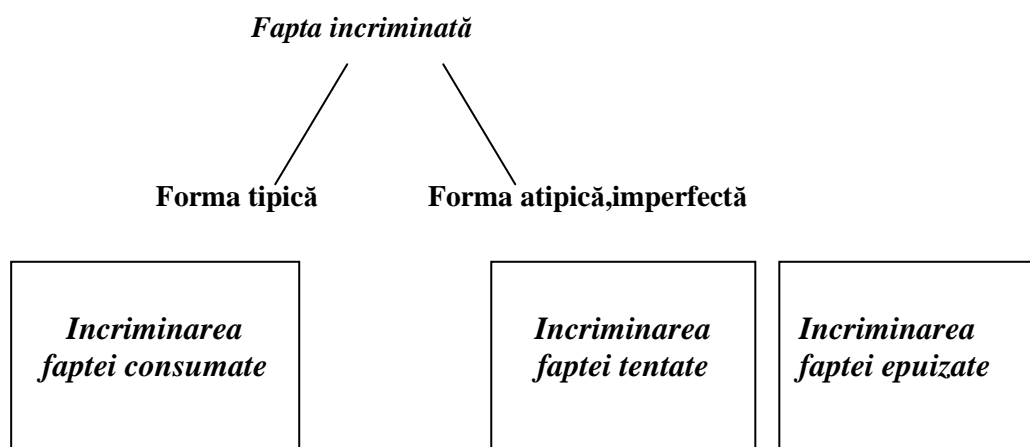 Fapta incriminată
Forma tipică
Forma atipică,imperfectă
Incriminarea
faptei consumate
Incriminarea
faptei tentate
Incriminarea
faptei epuizate